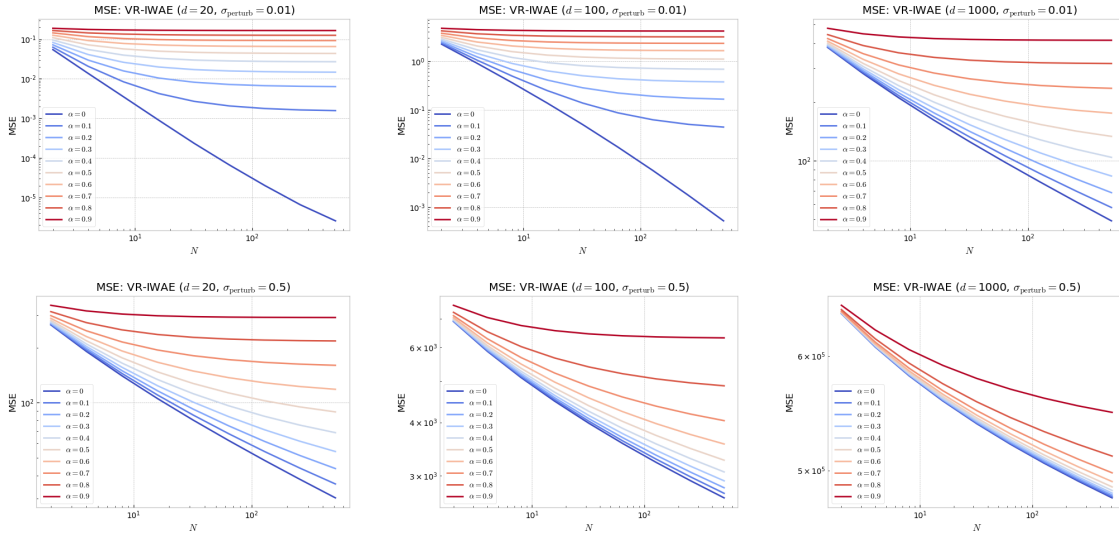 MSE: VR-IWAE (d = 20, σperturb = 0.01)
MSE
10⁻¹
10⁻²
10⁻³
10⁻⁴
10⁻⁵
α = 0
α = 0.1
α = 0.2
α = 0.3
α = 0.4
α = 0.5
α = 0.6
α = 0.7
α = 0.8
α = 0.9
10¹
10²
N
MSE: VR-IWAE (d = 100, σperturb = 0.01)
MSE
10⁰
10⁻¹
10⁻²
10⁻³
α = 0
α = 0.1
α = 0.2
α = 0.3
α = 0.4
α = 0.5
α = 0.6
α = 0.7
α = 0.8
α = 0.9
10¹
10²
N
MSE: VR-IWAE (d = 1000, σperturb = 0.01)
MSE
10²
α = 0
α = 0.1
α = 0.2
α = 0.3
α = 0.4
α = 0.5
α = 0.6
α = 0.7
α = 0.8
α = 0.9
10¹
10²
N
MSE: VR-IWAE (d = 20, σperturb = 0.5)
MSE
10²
α = 0
α = 0.1
α = 0.2
α = 0.3
α = 0.4
α = 0.5
α = 0.6
α = 0.7
α = 0.8
α = 0.9
10¹
10²
N
MSE: VR-IWAE (d = 100, σperturb = 0.5)
MSE
6 × 10³
4 × 10³
3 × 10³
α = 0
α = 0.1
α = 0.2
α = 0.3
α = 0.4
α = 0.5
α = 0.6
α = 0.7
α = 0.8
α = 0.9
10¹
10²
N
MSE: VR-IWAE (d = 1000, σperturb = 0.5)
MSE
6 × 10⁵
5 × 10⁵
α = 0
α = 0.1
α = 0.2
α = 0.3
α = 0.4
α = 0.5
α = 0.6
α = 0.7
α = 0.8
α = 0.9
10¹
10²
N